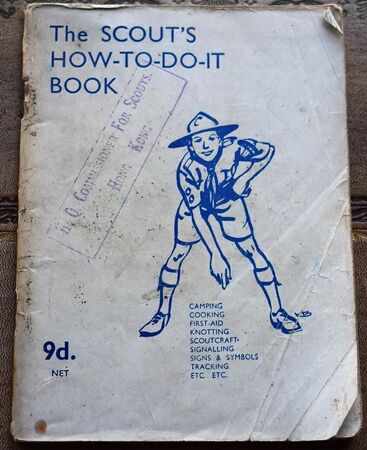 The SCOUT'S
HOW-TO-DO-IT
BOOK
H. Q. COMMISSIONER FOR SCOUTS.
HONG KONG
CAMPING
COOKING
FIRST-AID
KNOTTING
SCOUTCRAFT
SIGNALLING
SIGNS & SYMBOLS
TRACKING
ETC ETC.
9d.
NET